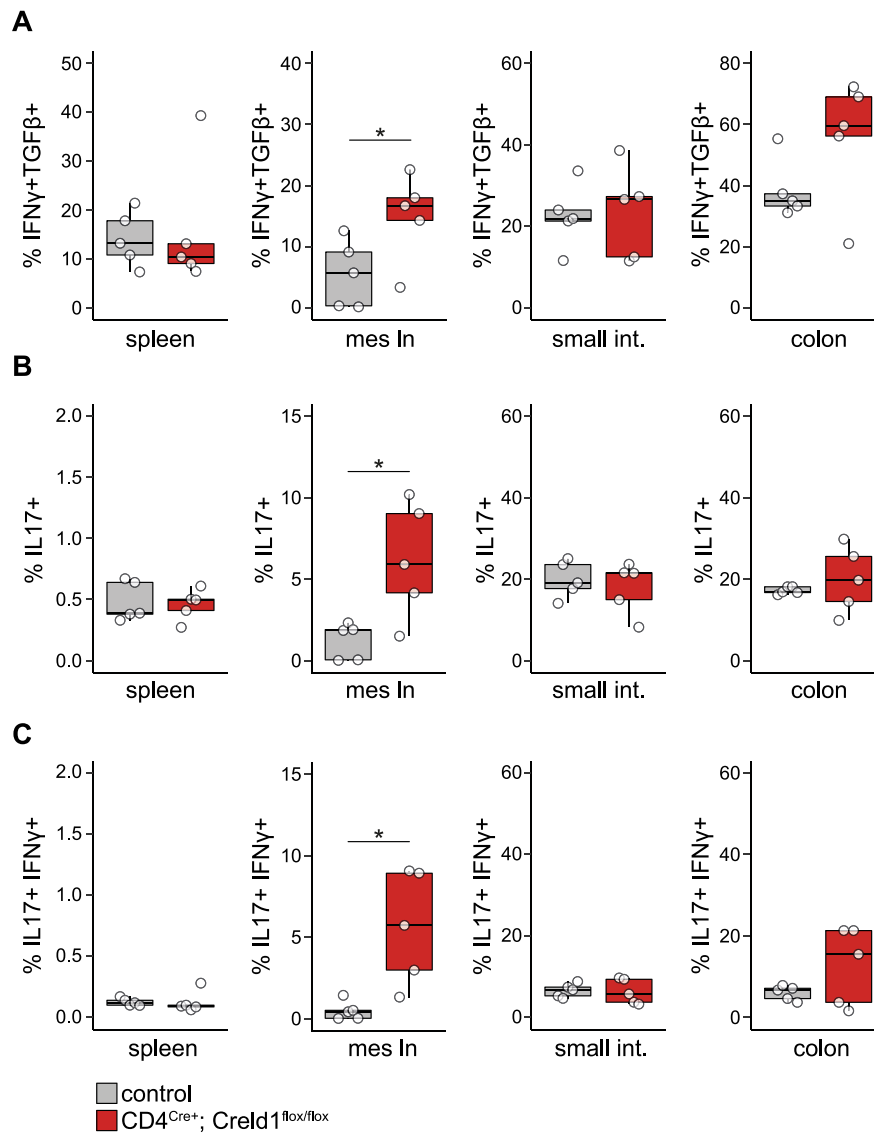 A
% IFNγ+TGFβ+
50
40
30
20
10
0
spleen
% IFNγ+TGFβ+
40
30
20
10
0
*
mes ln
% IFNγ+TGFβ+
60
40
20
0
small int.
% IFNγ+TGFβ+
100
80
60
40
20
0
colon
B
% IL17+
2.0
1.5
1.0
0.5
0.0
spleen
% IL17+
15
10
5
0
*
mes ln
% IL17+
60
40
20
0
small int.
% IL17+
60
40
20
0
colon
C
% IL17+ IFNγ+
2.0
1.5
1.0
0.5
0.0
spleen
% IL17+ IFNγ+
15
10
5
0
*
mes ln
% IL17+ IFNγ+
60
40
20
0
small int.
% IL17+ IFNγ+
60
40
20
0
colon
control
CD4Cre+; Creld1flox/flox